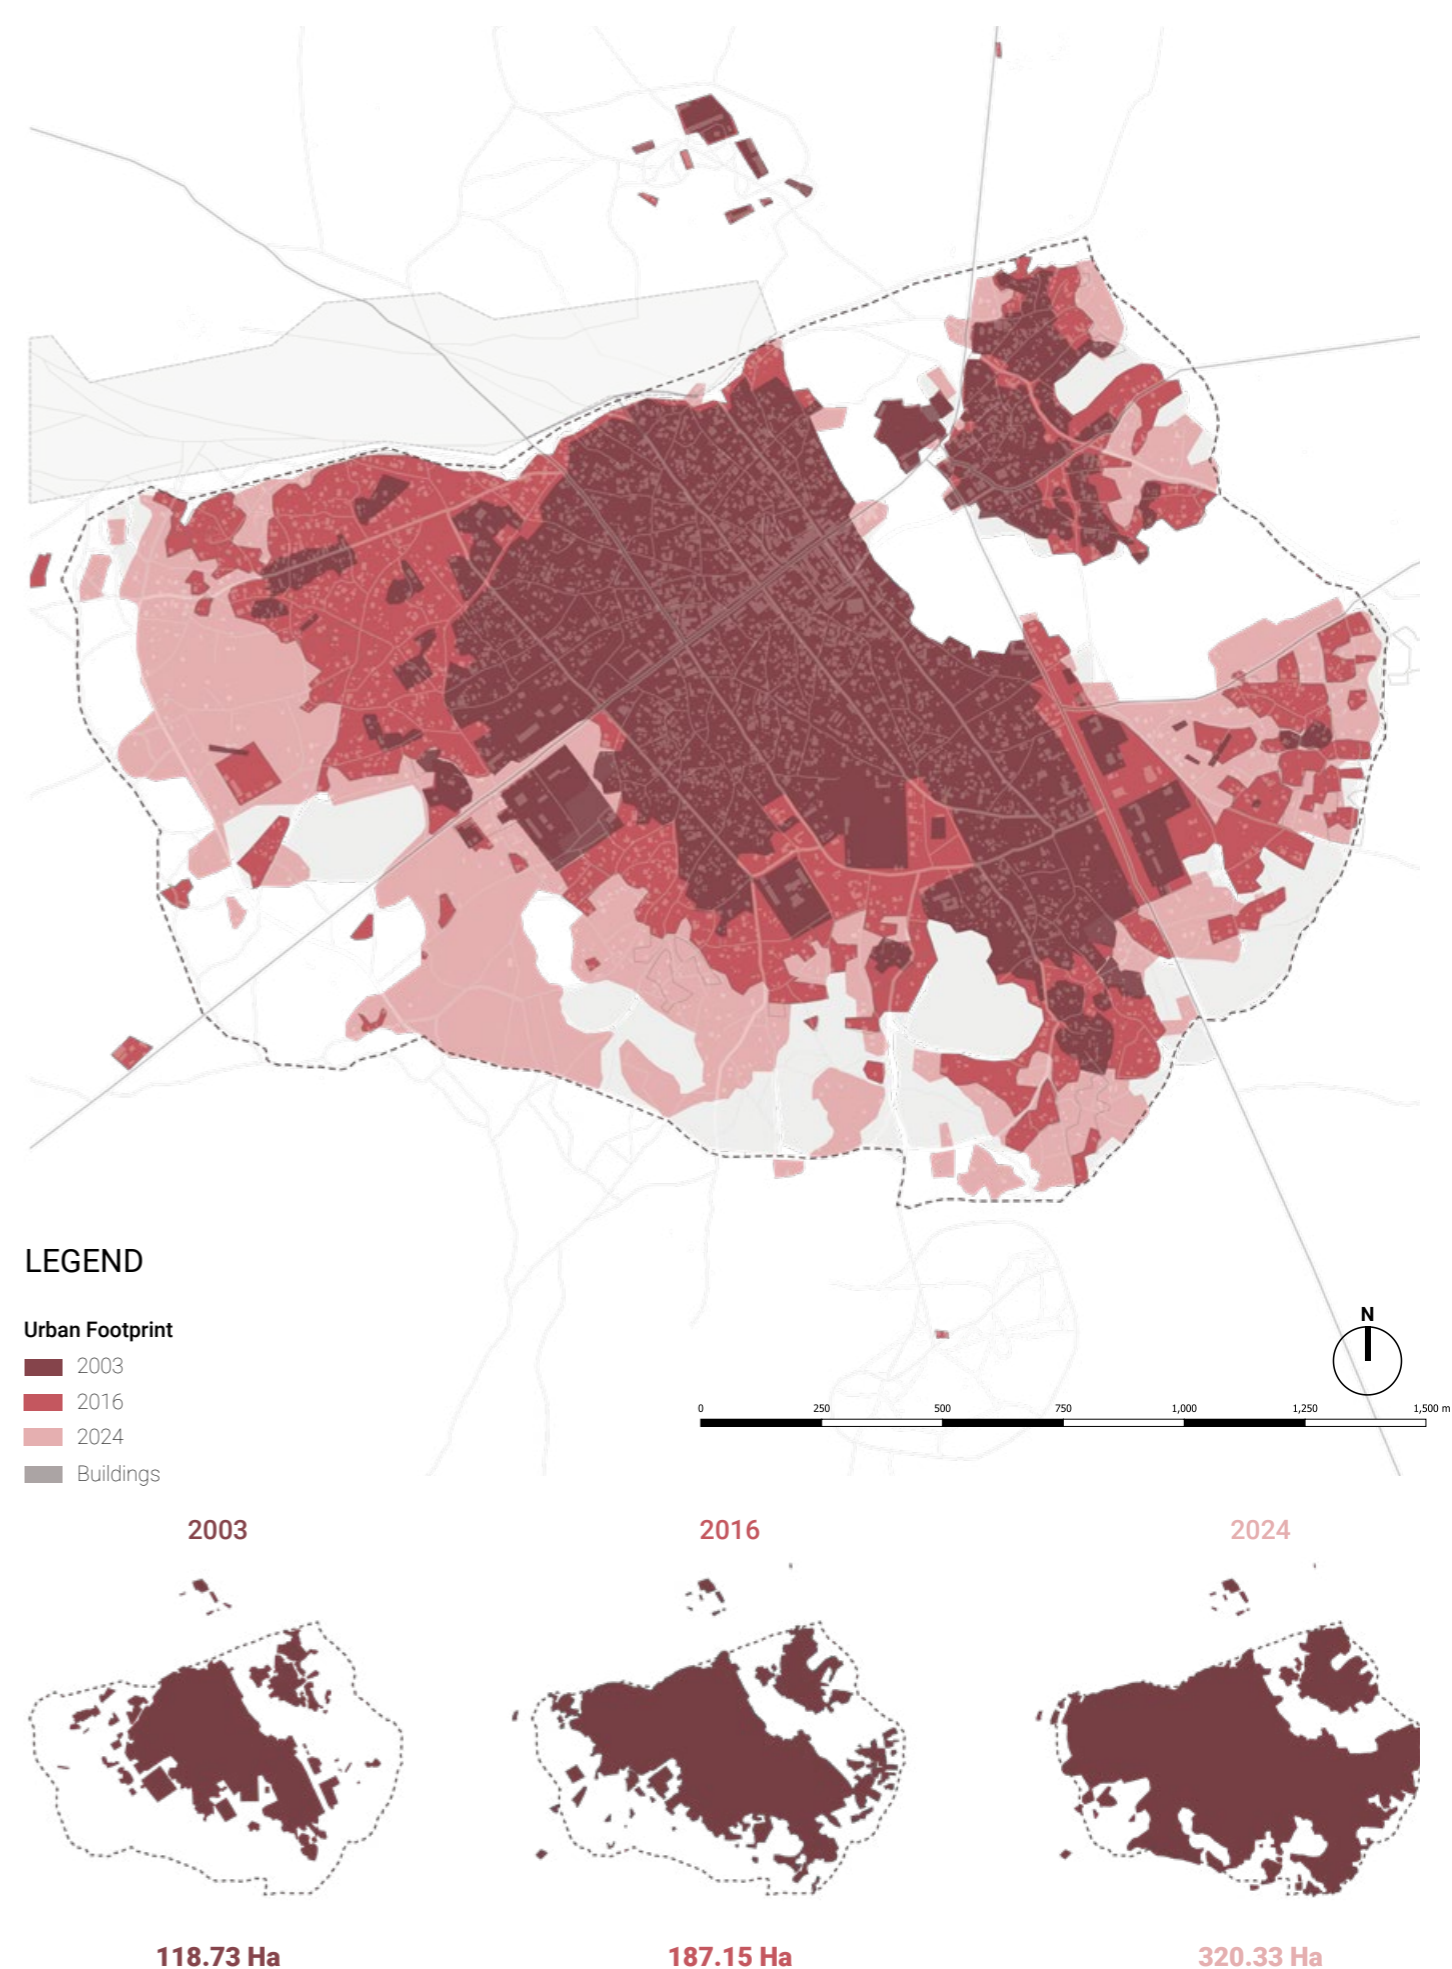 LEGEND
Urban Footprint
2003
2016
2024
Buildings
N
0 250 500 750 1,000 1,250 1,500 m
2003 2016 2024
118.73 Ha 187.15 Ha 320.33 Ha